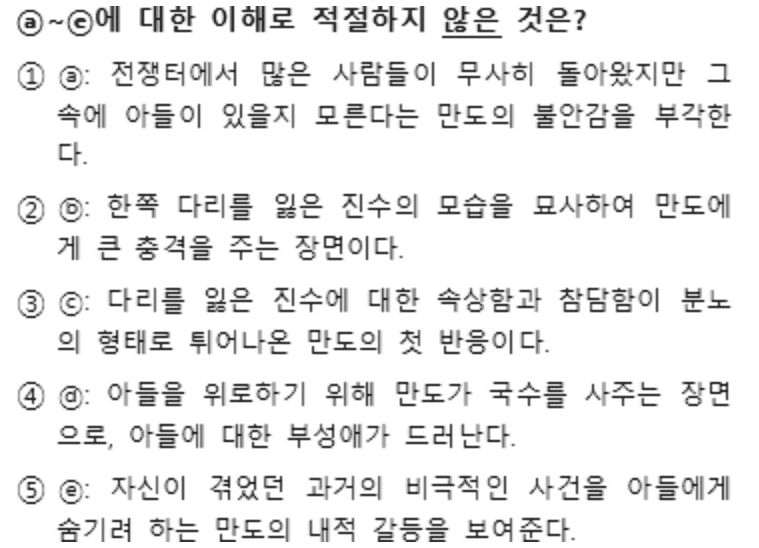 ⓐ~ⓔ에 대한 이해로 적절하지 않은 것은?
① ⓐ: 전쟁터에서 많은 사람들이 무사히 돌아왔지만 그
속에 아들이 있을지 모른다는 만도의 불안감을 부각한
다.
② ⓑ: 한쪽 다리를 잃은 진수의 모습을 묘사하여 만도에
게 큰 충격을 주는 장면이다.
③ ⓒ: 다리를 잃은 진수에 대한 속상함과 참담함이 분노
의 형태로 튀어나온 만도의 첫 반응이다.
④ ⓓ: 아들을 위로하기 위해 만도가 국수를 사주는 장면
으로, 아들에 대한 부성애가 드러난다.
⑤ ⓔ: 자신이 겪었던 과거의 비극적인 사건을 아들에게
숨기려 하는 만도의 내적 갈등을 보여준다.